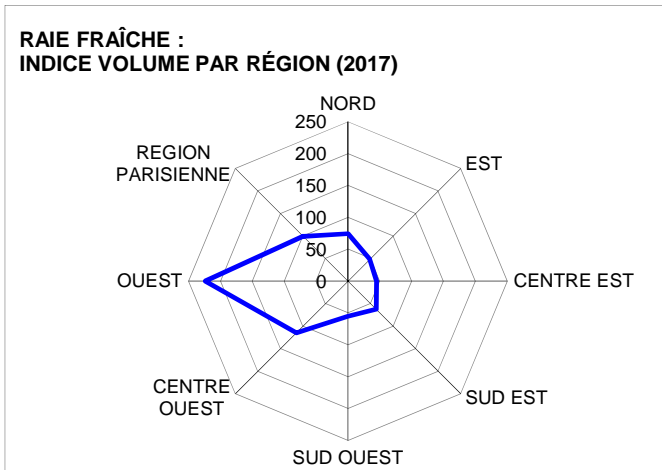 RAIE FRAÎCHE :
INDICE VOLUME PAR RÉGION (2017)
NORD
250
200
150
100
50
0
EST
CENTRE EST
SUD EST
SUD OUEST
CENTRE
OUEST
OUEST
REGION
PARISIENNE